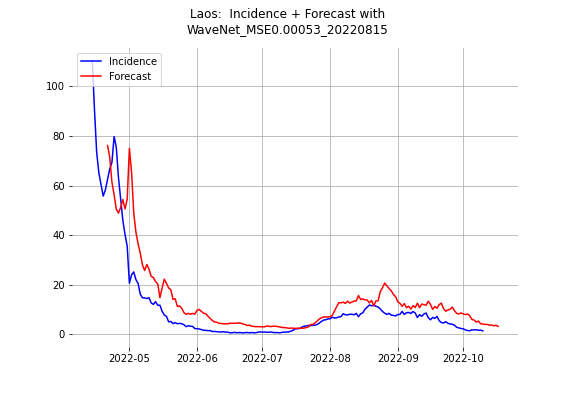 Laos:  Incidence + Forecast with
WaveNet_MSE0.00053_20220815
Incidence
Forecast
100
80
60
40
20
0
2022-05 2022-06 2022-07 2022-08 2022-09 2022-10